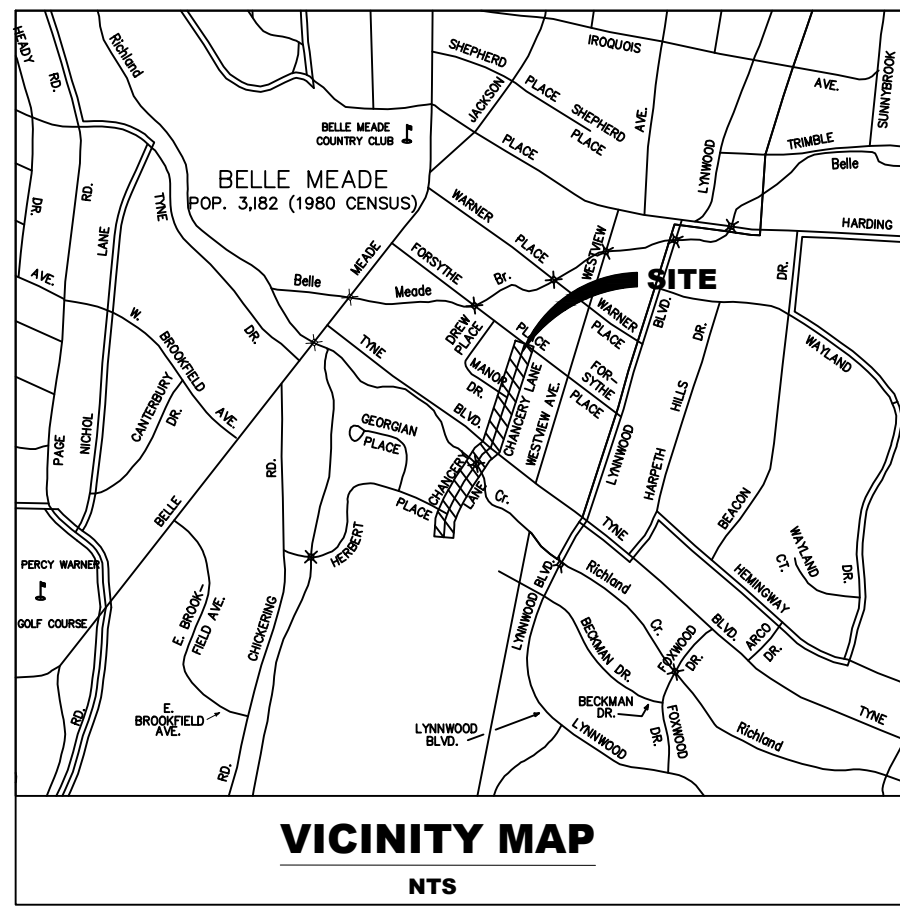 HEADY
RD.
Richland
SHEPHERD
PLACE
SHEPHERD
PLACE
IROQUOIS
AVE.
SUNNYBROOK
JACKSON
PLACE
AVE.
LYNWOOD
TRIMBLE
Belle
HARDING
BELLE MEADE
COUNTRY CLUB
BELLE MEADE
POP. 3,182 (1980 CENSUS)
DR.
RD.
LANE
TYNE
DR.
AVE.
WARNER
PLACE
FORSYTHE
WESTVIEW
MEADE
Belle
Meade
Br.
SITE
BLVD.
DR.
DR.
WAYLAND
WARNER
PLACE
W.
BROOKFIELD
AVE.
CANTERBURY
DR.
TYNE
BLVD.
DREW
PLACE
MANOR
DR.
PLACE
CHANCERY LANE
WESTVIEW AVE.
FOR-
SYTHE
PLACE
LYNNWOOD
HARPETH
HILLS
BEACON
PAGE
NICHOL
BELLE
RD.
GEORGIAN
PLACE
CHANCERY
LANE
PLACE
HERBERT
Cr.
TYNE
BLVD.
HEMINGWAY
WAYLAND
CT.
DR.
PERCY WARNER
GOLF COURSE
RD.
E. BROOK-
FIELD AVE.
CHICKERING
RD.
E.
BROOKFIELD
AVE.
LYNNWOOD BLVD.
Richland
Cr.
BECKMAN DR.
BECKMAN
DR.
FOXWOOD
DR.
ARCO
DR.
FOXWOOD
DR.
Richland
TYNE
LYNNWOOD
BLVD.
LYNNWOOD
VICINITY MAP
NTS